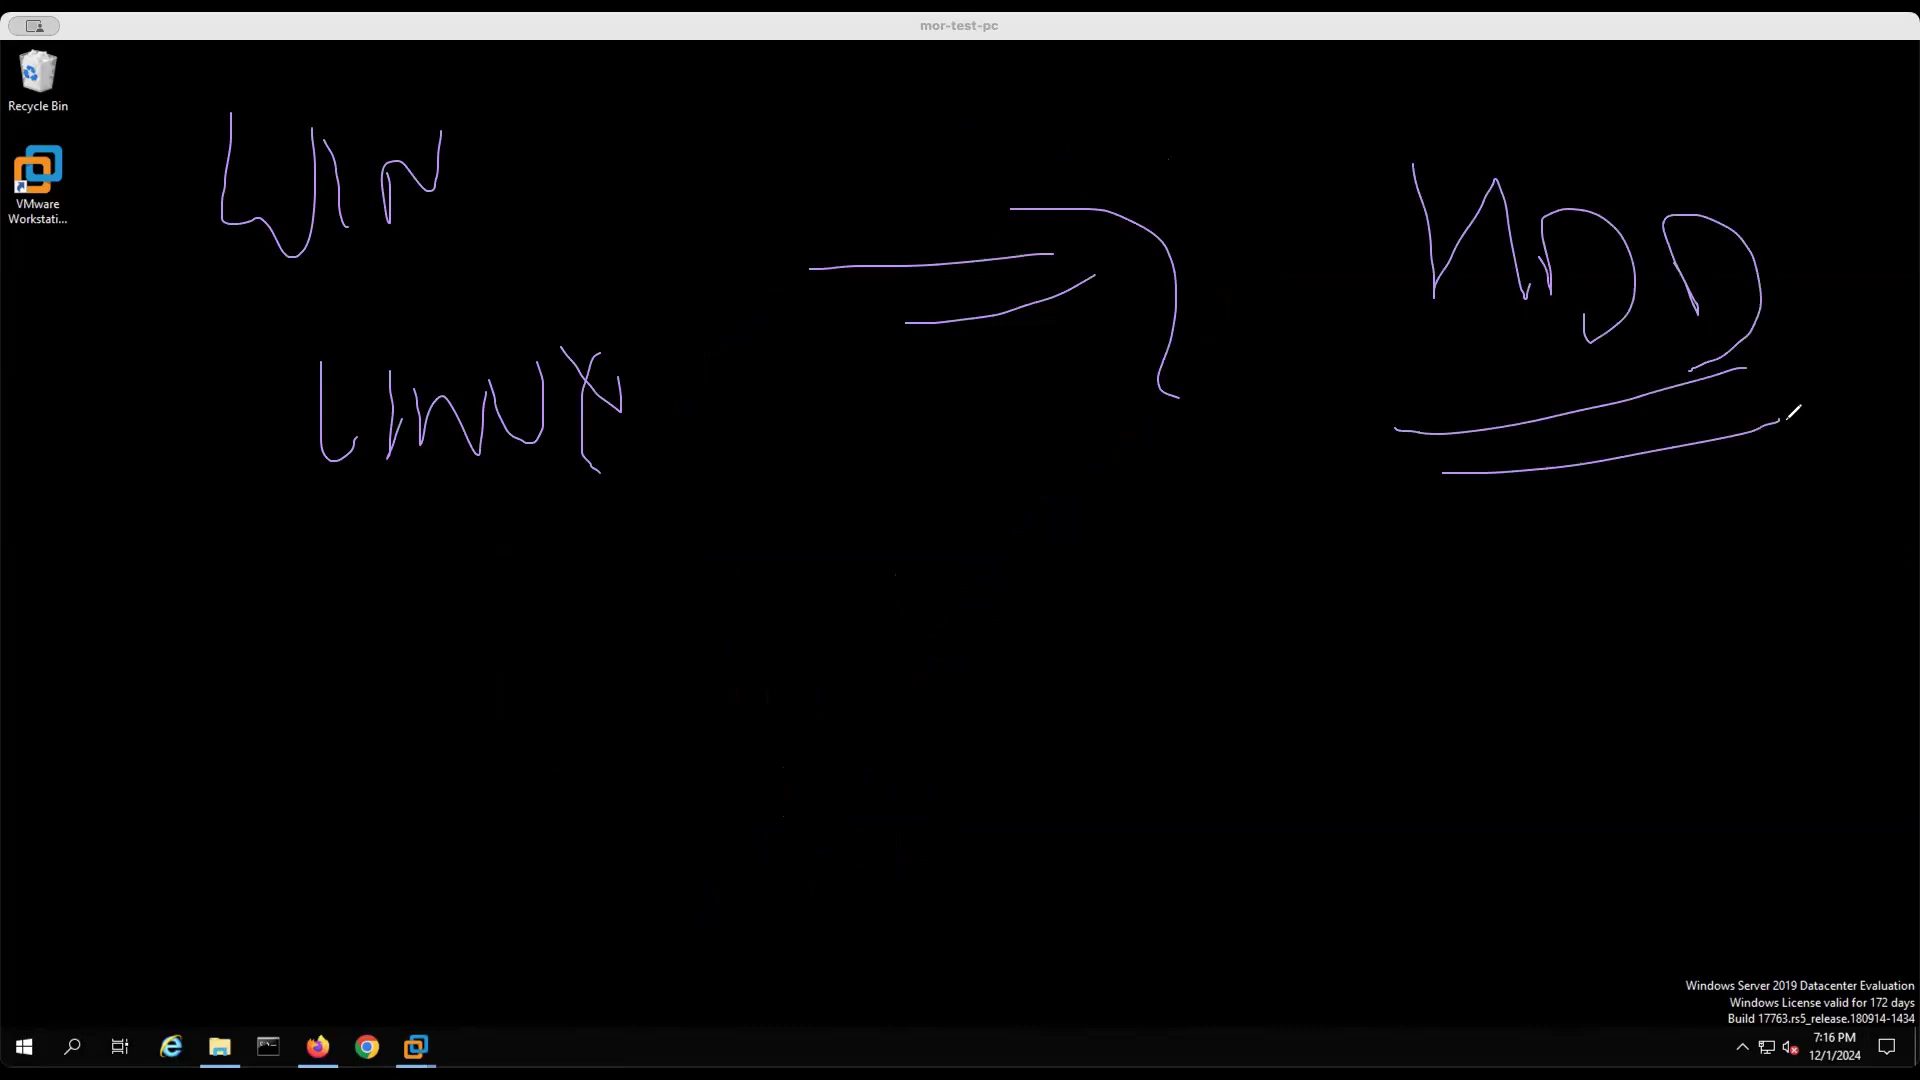 mor-test-pc
Recycle Bin
VMware
Workstati...
WIN
LINUX
HDD
Windows Server 2019 Datacenter Evaluation
Windows License valid for 172 days
Build 17763.rs5_release.180914-1434
7:16 PM
12/1/2024